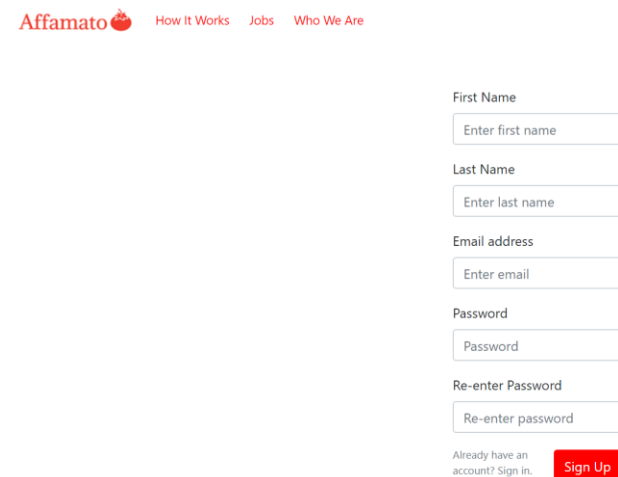 Affamato How It Works Jobs Who We Are
First Name
Enter first name
Last Name
Enter last name
Email address
Enter email
Password
Password
Re-enter Password
Re-enter password
Already have an
account? Sign in.
Sign Up